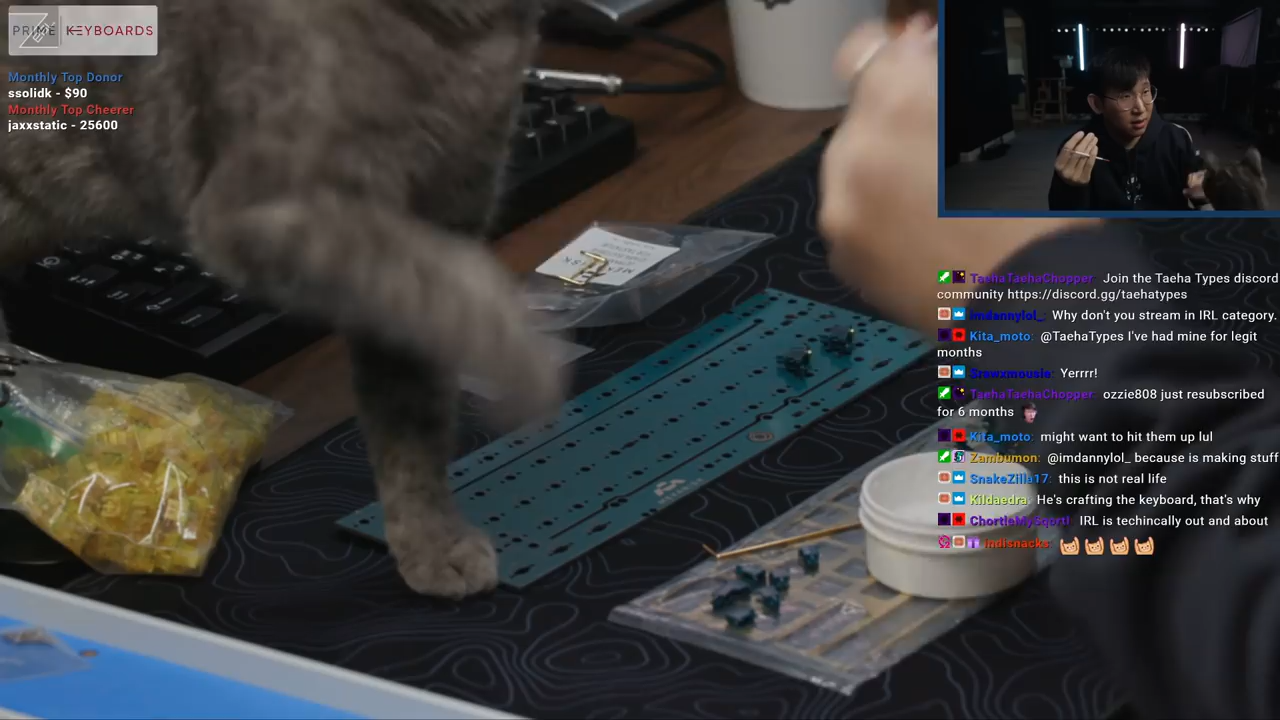 PRIME KEYBOARDS
Monthly Top Donor
ssolidk - $90
Monthly Top Cheerer
jaxxstatic - 25600
TaehaTaehaChopper: Join the Taeha Types discord
community https://discord.gg/taehatypes
imdannylol_: Why don't you stream in IRL category.
Kita_moto: @TaehaTypes I've had mine for legit
months
Yerrr!
TaehaTaehaChopper: ozzie808 just resubscribed
for 6 months
Kita_moto: might want to hit them up lul
Zambumon: @imdannylol_ because is making stuff
SnakeZilla17: this is not real life
Kildaedra: He's crafting the keyboard, that's why
ChortleMySqort!: IRL is techincally out and about
indisnacks: